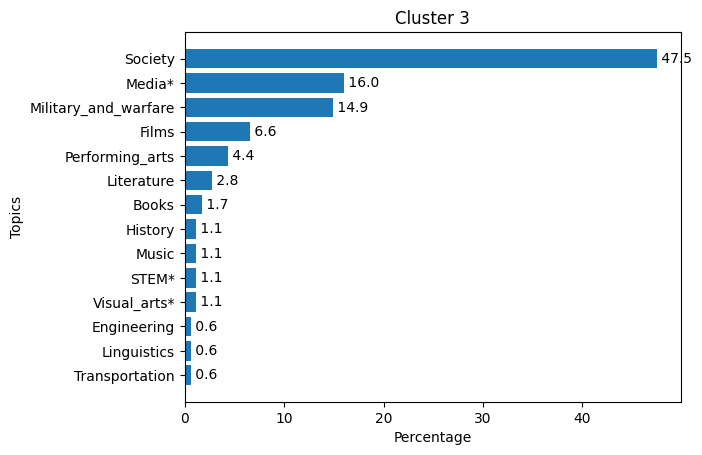 Cluster 3
Topics
Society 47.5
Media* 16.0
Military_and_warfare 14.9
Films 6.6
Performing_arts 4.4
Literature 2.8
Books 1.7
History 1.1
Music 1.1
STEM* 1.1
Visual_arts* 1.1
Engineering 0.6
Linguistics 0.6
Transportation 0.6
0 10 20 30 40
Percentage